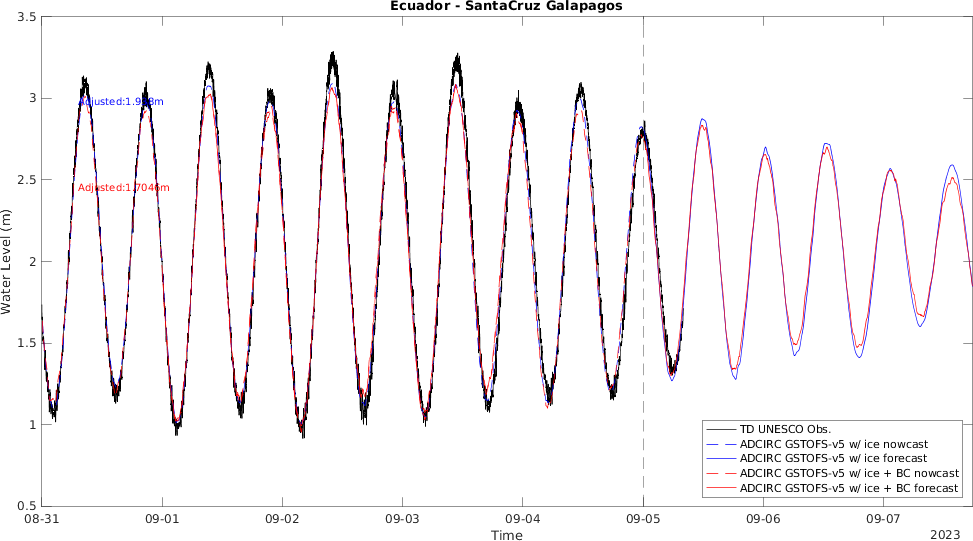 Ecuador - SantaCruz Galapagos
3.5
3
2.5
2
1.5
1
0.5
Water Level (m)
Adjusted:1.7046m
TD UNESCO Obs.
ADCIRC GSTOFS-v5 w/ ice nowcast
ADCIRC GSTOFS-v5 w/ ice forecast
ADCIRC GSTOFS-v5 w/ ice + BC nowcast
ADCIRC GSTOFS-v5 w/ ice + BC forecast
08-31 09-01 09-02 09-03 09-04 09-05 09-06 09-07
Time
2023